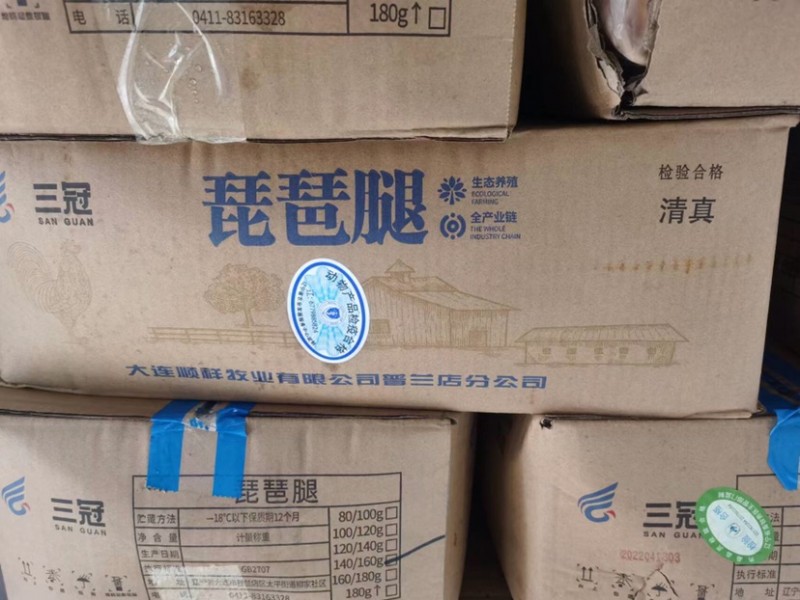 电 话
0411-83163328
180g↑
三冠
SAN GUAN
琵琶腿
生态养殖
ECOLOGICAL
FARMING
全产业链
THE WHOLE
INDUSTRY CHAIN
检验合格
清真
动物产品检疫合格
大连顺祥牧业有限公司普兰店分公司
三冠
SAN GUAN
琵琶腿
贮藏方法
—18℃以下保质期12个月
净含量
计量称重
生产日期
80/100g
100/120g
120/140g
140/160g
160/180g
180g↑
三冠
SAN GUAN
执行标准
地 址
辽宁